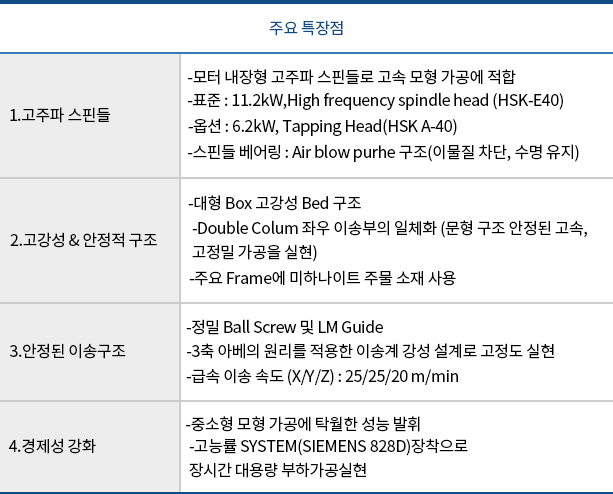 주요 특장점
1.고주파 스핀들
-모터 내장형 고주파 스핀들로 고속 모형 가공에 적합
-표준 : 11.2kW,High frequency spindle head (HSK-E40)
-옵션 : 6.2kW, Tapping Head(HSK A-40)
-스핀들 베어링 : Air blow purhe 구조(이물질 차단, 수명 유지)
2.고강성 & 안정적 구조
-대형 Box 고강성 Bed 구조
-Double Colum 좌우 이송부의 일체화 (문형 구조 안정된 고속,
고정밀 가공을 실현)
-주요 Frame에 미하나이트 주물 소재 사용
3.안정된 이송구조
-정밀 Ball Screw 및 LM Guide
-3축 아베의 원리를 적용한 이송계 강성 설계로 고정도 실현
-급속 이송 속도 (X/Y/Z) : 25/25/20 m/min
4.경제성 강화
-중소형 모형 가공에 탁월한 성능 발휘
-고능률 SYSTEM(SIEMENS 828D)장착으로
장시간 대용량 부하가공실현